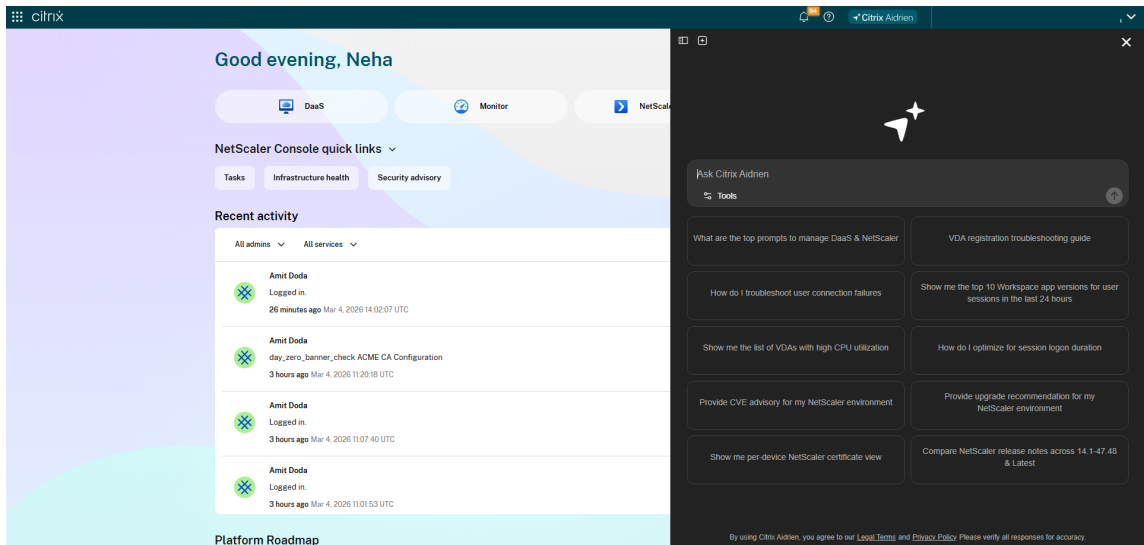 citrix
94
Citrix Aidrien
Good evening, Neha
DaaS
Monitor
NetScale
NetScaler Console quick links
Tasks
Infrastructure health
Security advisory
Recent activity
All admins
All services
Amit Doda
Logged in.
26 minutes ago Mar 4, 2026 14:02:07 UTC
Amit Doda
day_zero_banner_check ACME CA Configuration
3 hours ago Mar 4, 2026 11:20:18 UTC
Amit Doda
Logged in.
3 hours ago Mar 4, 2026 11:07:40 UTC
Amit Doda
Logged in.
3 hours ago Mar 4, 2026 11:01:53 UTC
Platform Roadmap
Ask Citrix Aidrien
Tools
What are the top prompts to manage DaaS & NetScaler
VDA registration troubleshooting guide
How do I troubleshoot user connection failures
Show me the top 10 Workspace app versions for user
sessions in the last 24 hours
Show me the list of VDAs with high CPU utilization
How do I optimize for session logon duration
Provide CVE advisory for my NetScaler environment
Provide upgrade recommendation for my
NetScaler environment
Show me per-device NetScaler certificate view
Compare NetScaler release notes across 14.1-47.48
& Latest
By using Citrix Aidrien, you agree to our Legal Terms and Privacy Policy Please verify all responses for accuracy.